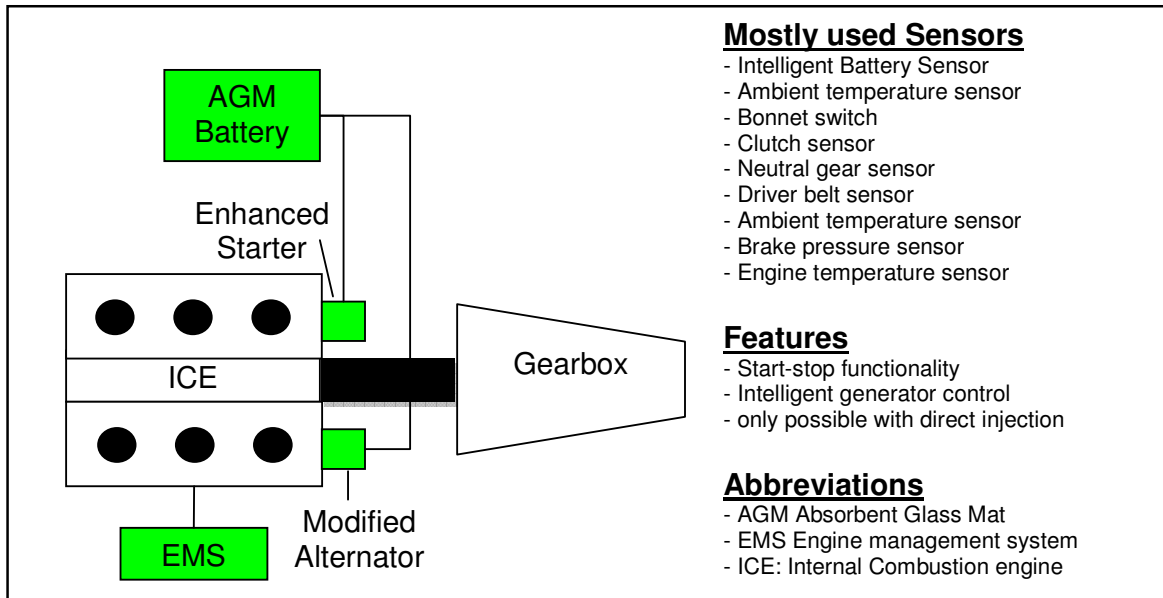 AGM
Battery
Enhanced
Starter
ICE
Gearbox
EMS
Modified
Alternator
Mostly used Sensors
- Intelligent Battery Sensor
- Ambient temperature sensor
- Bonnet switch
- Clutch sensor
- Neutral gear sensor
- Driver belt sensor
- Ambient temperature sensor
- Brake pressure sensor
- Engine temperature sensor
Features
- Start-stop functionality
- Intelligent generator control
- only possible with direct injection
Abbreviations
- AGM Absorbent Glass Mat
- EMS Engine management system
- ICE: Internal Combustion engine